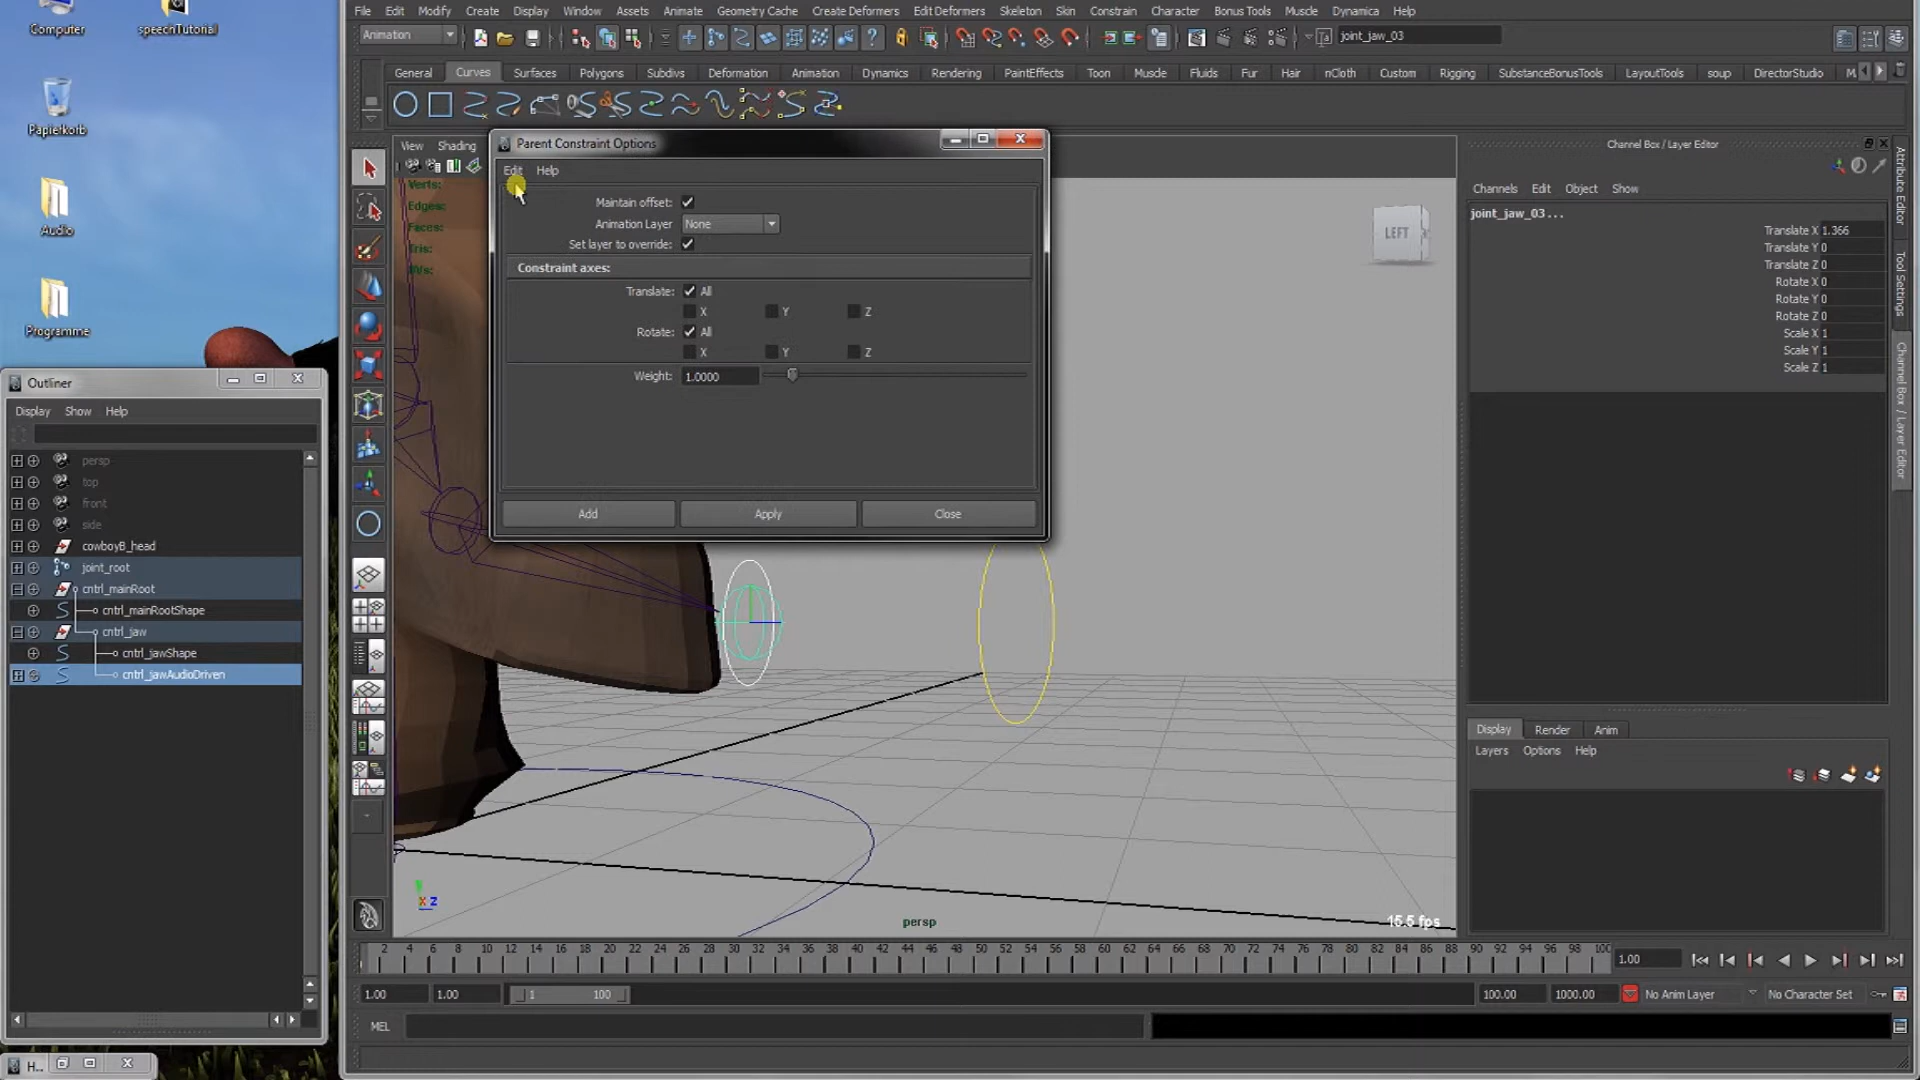 File Edit Modify Create Display Window Assets Animate Geometry Cache Create Deformers Edit Deformers Skeleton Skin Constrain Character Bonus Tools Muscle Dynamica Help
Computer
speechTutorial
Animation
joint_jaw_03
General Curves Surfaces Polygons Subdivs Deformation Animation Dynamics Rendering PaintEffects Toon Muscle Fluids Fur Hair nCloth Custom Rigging SubstanceBonusTools LayoutTools soup DirectorStudio M
Papierkorb
View Shading
Parent Constraint Options
Channel Box / Layer Editor
Edit Help
Verts:
Edges:
Faces:
Tris:
UVs:
Maintain offset:
Animation Layer None
Set layer to override:
Constraint axes:
Translate: All
X Y Z
Rotate: All
X Y Z
Weight: 1.0000
Add Apply Close
LEFT
Channels Edit Object Show
joint_jaw_03...
Translate X 1.366
Translate Y 0
Translate Z 0
Rotate X 0
Rotate Y 0
Rotate Z 0
Scale X 1
Scale Y 1
Scale Z 1
Attribute Editor
Tool Settings
Channel Box / Layer Editor
Audio
Programme
Outliner
Display Show Help
persp
top
front
side
cowboyB_head
joint_root
cntrl_mainRoot
cntrl_mainRootShape
cntrl_jaw
cntrl_jawShape
cntrl_jawAudioDriven
Display Render Anim
Layers Options Help
Y
X Z
persp
15.5 fps
2 4 6 8 10 12 14 16 18 20 22 24 26 28 30 32 34 36 38 40 42 44 46 48 50 52 54 56 58 60 62 64 66 68 70 72 74 76 78 80 82 84 86 88 90 92 94 96 98 100
1.00
1.00 1.00 1 100 100.00 1000.00 No Anim Layer No Character Set
MEL
H...